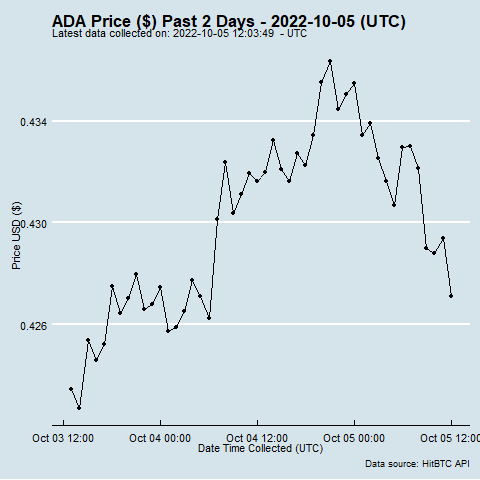 ADA Price ($) Past 2 Days - 2022-10-05 (UTC)
Latest data collected on: 2022-10-05 12:03:49 - UTC
0.434
0.430
0.426
Price USD ($)
Oct 03 12:00
Oct 04 00:00
Oct 04 12:00
Oct 05 00:00
Oct 05 12:00
Date Time Collected (UTC)
Data source: HitBTC API